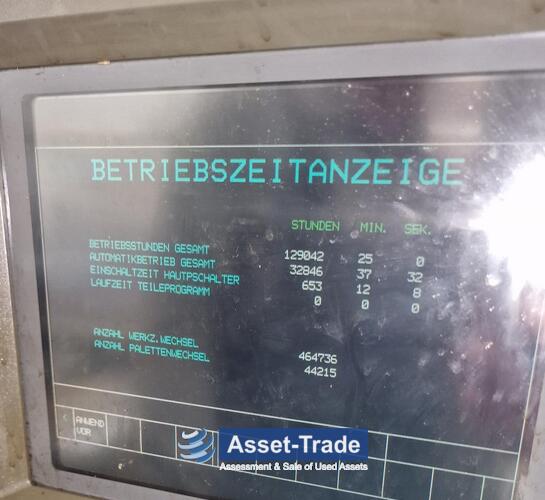 BETRIEBSZEITANZEIGE
STUNDEN MIN. SEK.
BETRIEBSSTUNDEN GESAMT 129042 25 0
AUTOMATIKBETRIEB GESAMT 32846 37 32
EINSCHALTZEIT HAUPTSCHALTER 653 12 8
LAUFZEIT TEILEPROGRAMM 0 0 0
ANZAHL WERKZ.WECHSEL 464736
ANZAHL PALETTENWECHSEL 44215
< ANWEND
VOR
Asset-Trade
Assessment & Sale of Used Assets